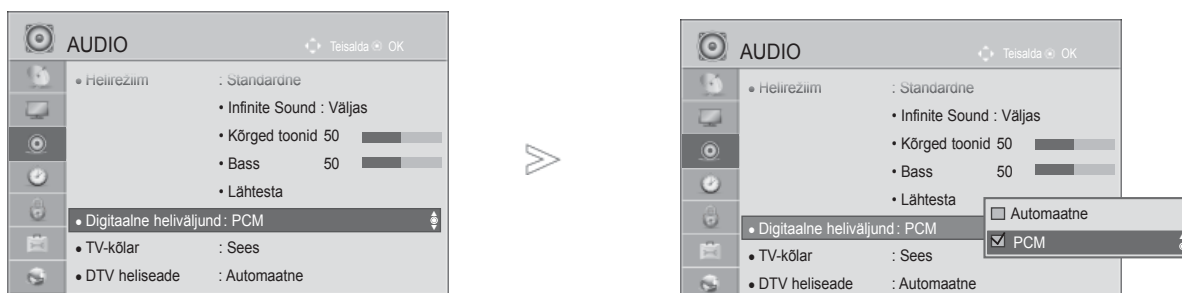 AUDIO
Teisalda OK
• Helirežiim : Standardne
• Infinite Sound : Väljas
• Kõrged toonid 50
• Bass 50
• Lähtesta
• Digitaalne heliväljund : PCM
• TV-kõlar : Sees
• DTV heliseade : Automaatne
AUDIO
Teisalda OK
• Helirežiim : Standardne
• Infinite Sound : Väljas
• Kõrged toonid 50
• Bass 50
• Lähtesta
• Digitaalne heliväljund : PCM
• TV-kõlar : Sees
• DTV heliseade : Automaatne
Automaatne
PCM